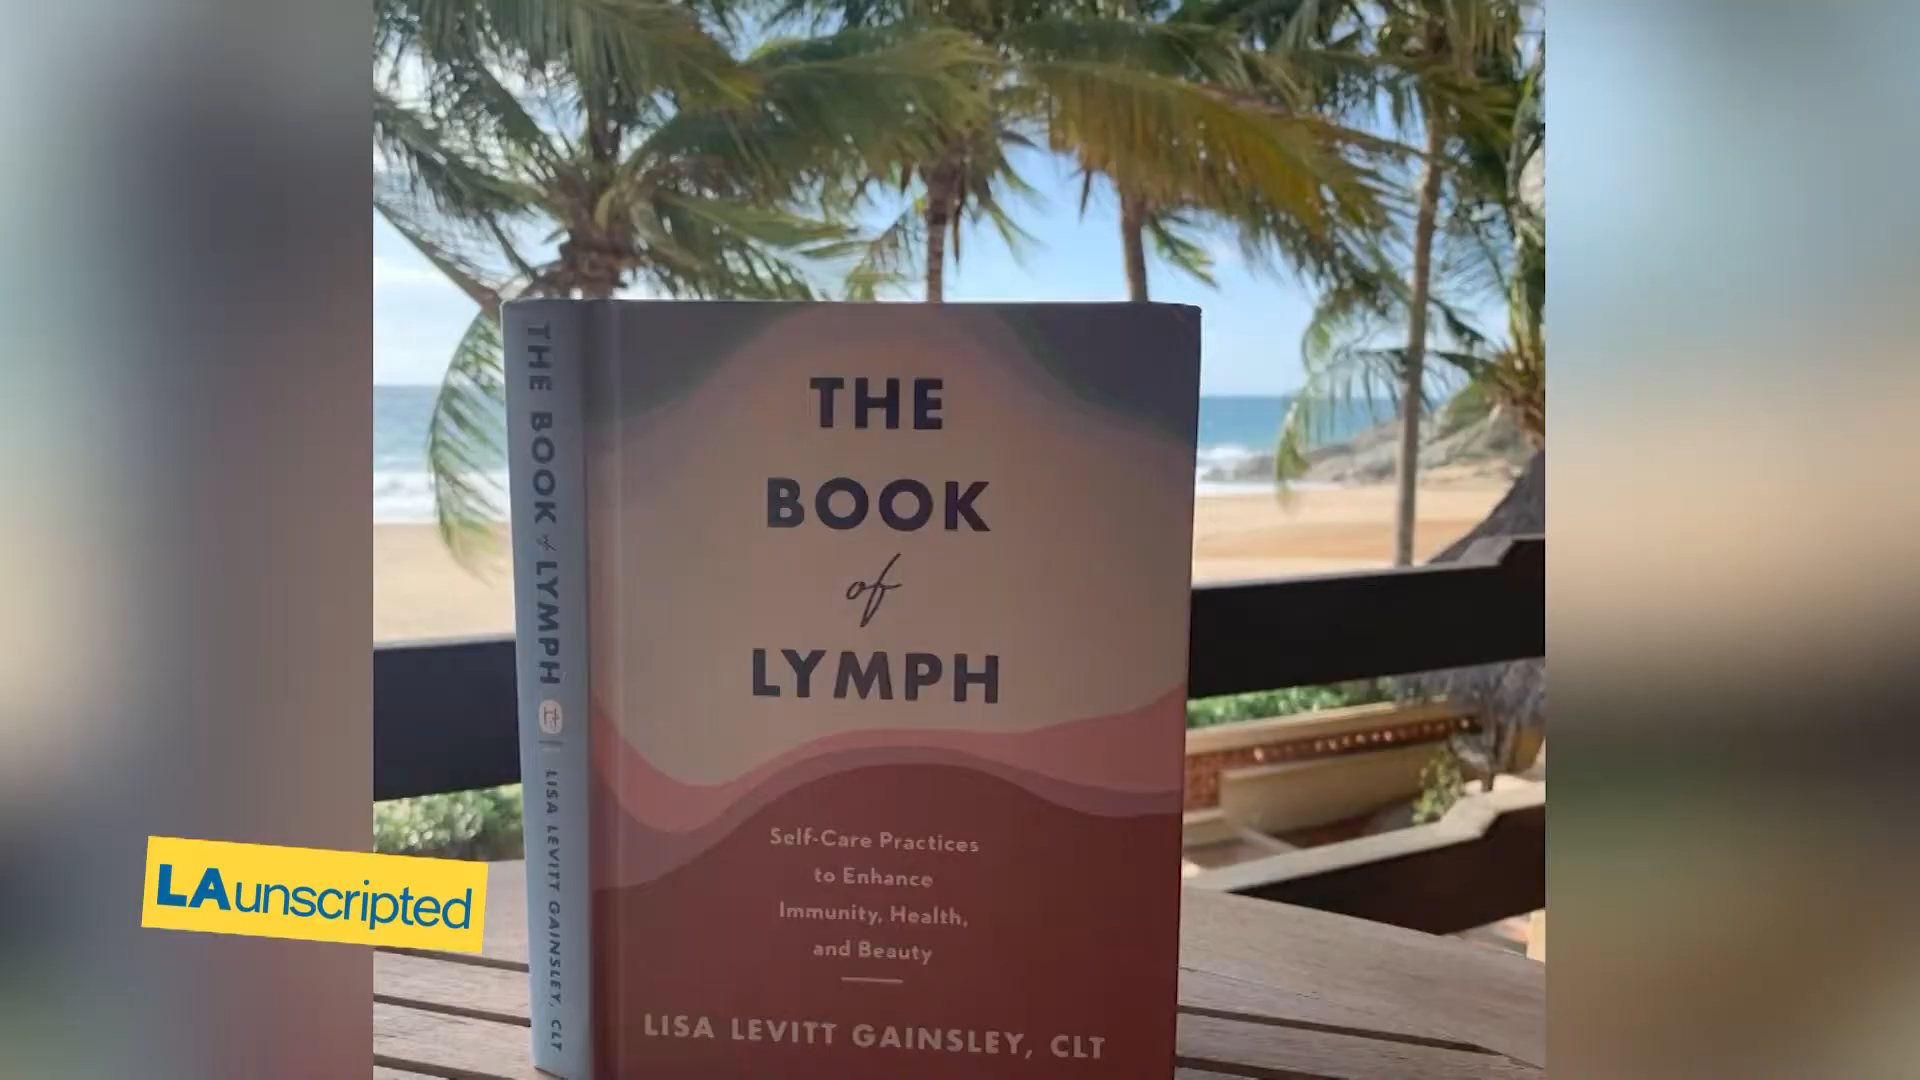 THE BOOK of LYMPH
LISA LEVITT GAINSLEY, CLT
THE
BOOK
of
LYMPH
Self-Care Practices
to Enhance
Immunity, Health,
and Beauty
LISA LEVITT GAINSLEY, CLT
LAunscripted